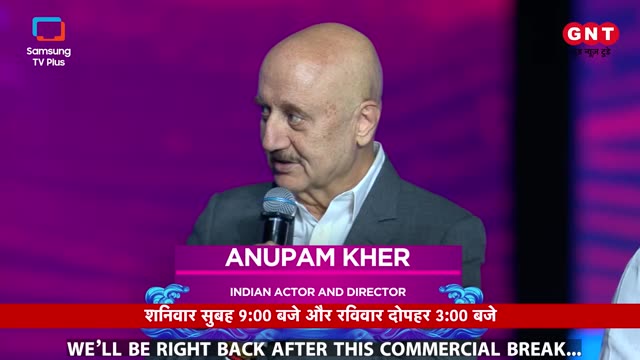 Samsung
TV Plus
GNT
गुड न्यूज़ टुडे
ANUPAM KHER
INDIAN ACTOR AND DIRECTOR
शनिवार सुबह 9:00 बजे और रविवार दोपहर 3:00 बजे
WE'LL BE RIGHT BACK AFTER THIS COMMERCIAL BREAK...